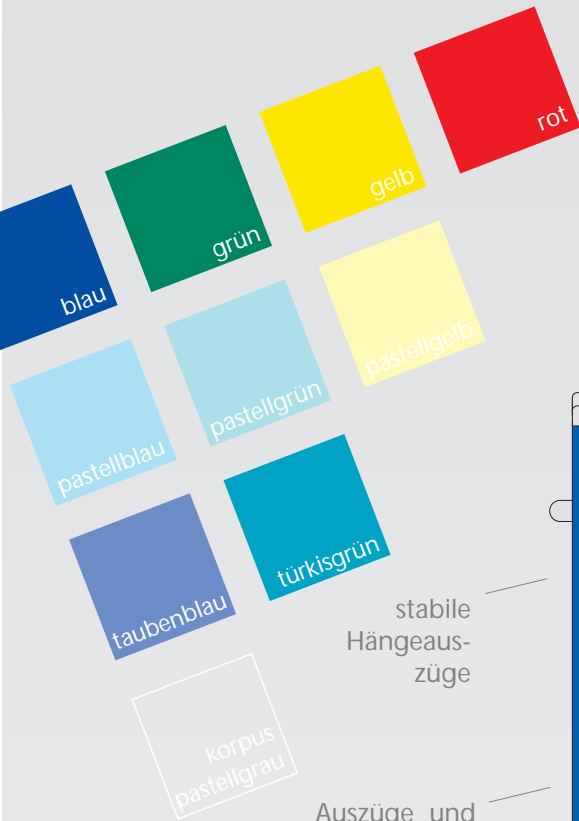 rot
gelb
grün
blau
pastellgelb
pastellgrün
pastellblau
türkisgrün
taubenblau
korpus
pastellgrau
stabile
Hängeaus-
züge
Auszüge und